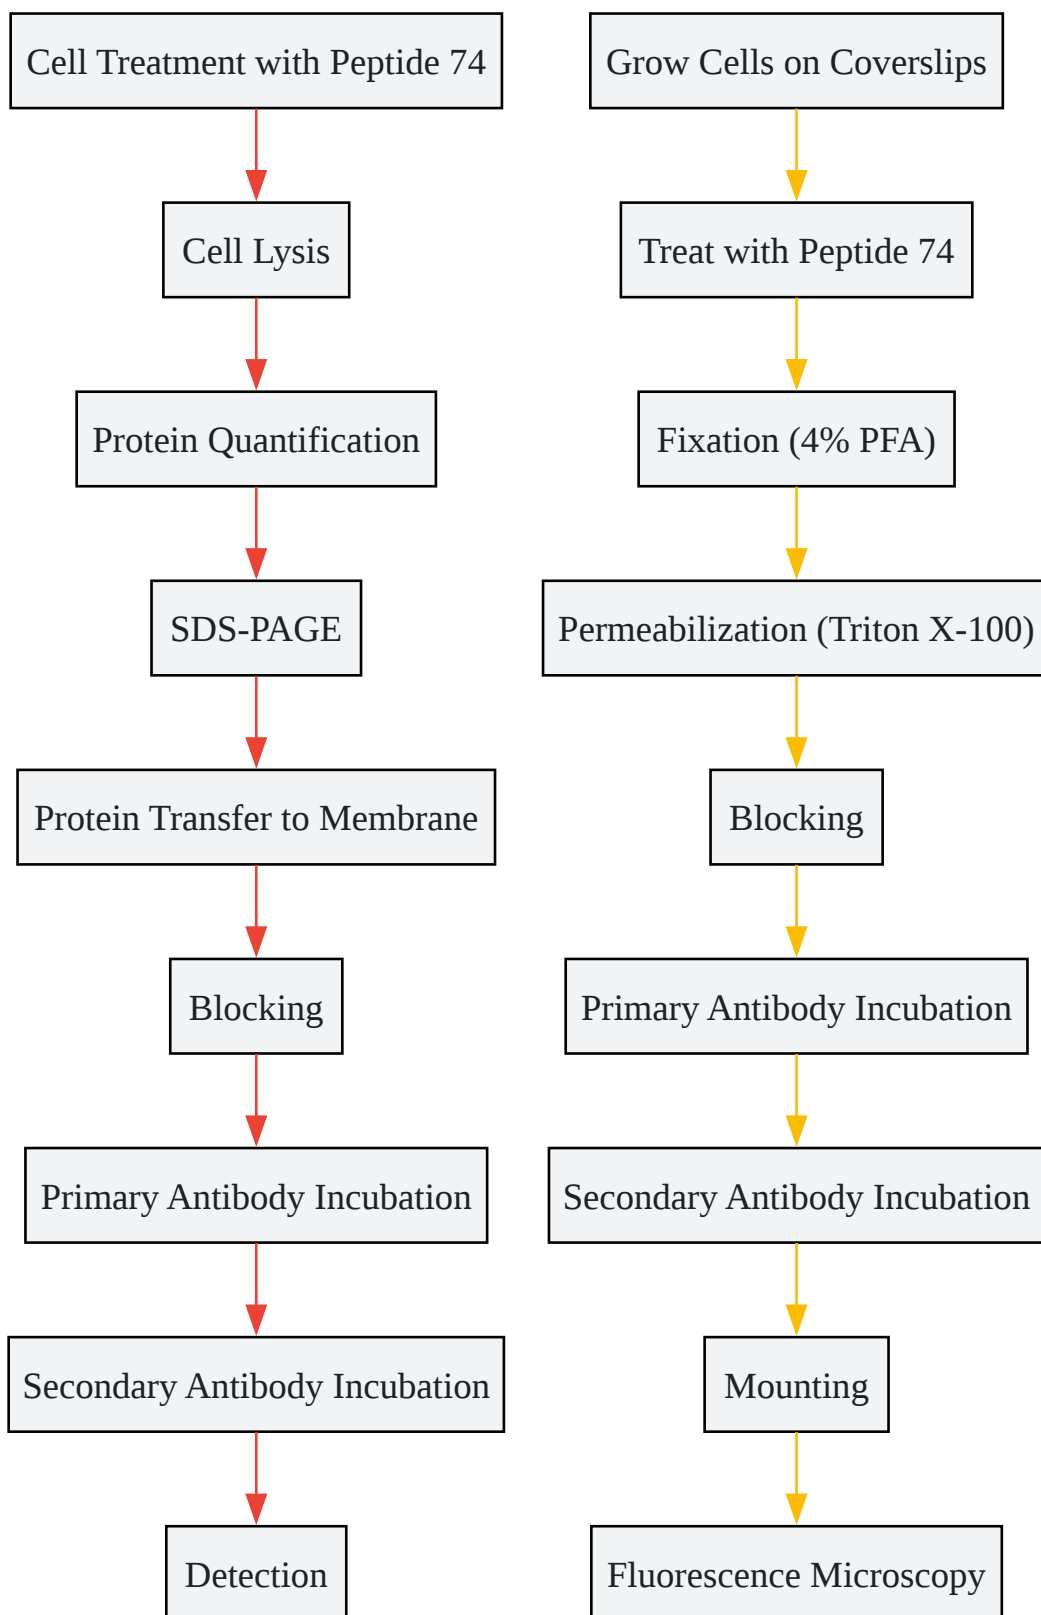 Cell Treatment with Peptide 74
Cell Lysis
Protein Quantification
SDS-PAGE
Protein Transfer to Membrane
Blocking
Primary Antibody Incubation
Secondary Antibody Incubation
Detection
Grow Cells on Coverslips
Treat with Peptide 74
Fixation (4% PFA)
Permeabilization (Triton X-100)
Blocking
Primary Antibody Incubation
Secondary Antibody Incubation
Mounting
Fluorescence Microscopy